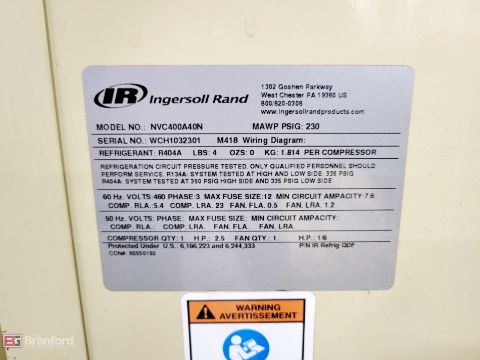 IR Ingersoll Rand
1302 Goshen Parkway
West Chester PA 19380 US
800/820-0308
www.ingersollrandproducts.com
MODEL NO.: NVC400A40N MAWP PSIG: 230
SERIAL NO.: WCH1032301 M418 Wiring Diagram:
REFRIGERANT: R404A LBS: 4 OZS: 0 KG: 1.814 PER COMPRESSOR
REFRIGERATION CIRCUIT PRESSURE TESTED. ONLY QUALIFIED PERSONNEL SHOULD
PERFORM SERVICE. R134A: SYSTEM TESTED AT HIGH AND LOW SIDE: 335 PSIG
R404A: SYSTEM TESTED AT 350 PSIG HIGH SIDE AND 335 PSIG LOW SIDE
60 Hz. VOLTS:460 PHASE:3 MAX FUSE SIZE:12 MIN CIRCUIT AMPACITY:7.6
COMP. RLA.:5.4 COMP. LRA. 23 FAN FLA. 0.5 FAN. LRA. 1.2
50 Hz. VOLTS: PHASE: MAX FUSE SIZE: MIN CIRCUIT AMPACITY:
COMP. RLA. COMP. LRA. FAN. FLA. FAN. LRA.
COMPRESSOR QTY: 1 H.P.: 2.5 FAN QTY: 1 H.P.: 1/6
Protected Under U.S.: 6,186,223 and 6,244,333 P/N IR Refrig QDF
CCN#: 85550192
WARNING
AVERTISSEMENT
BG Branford